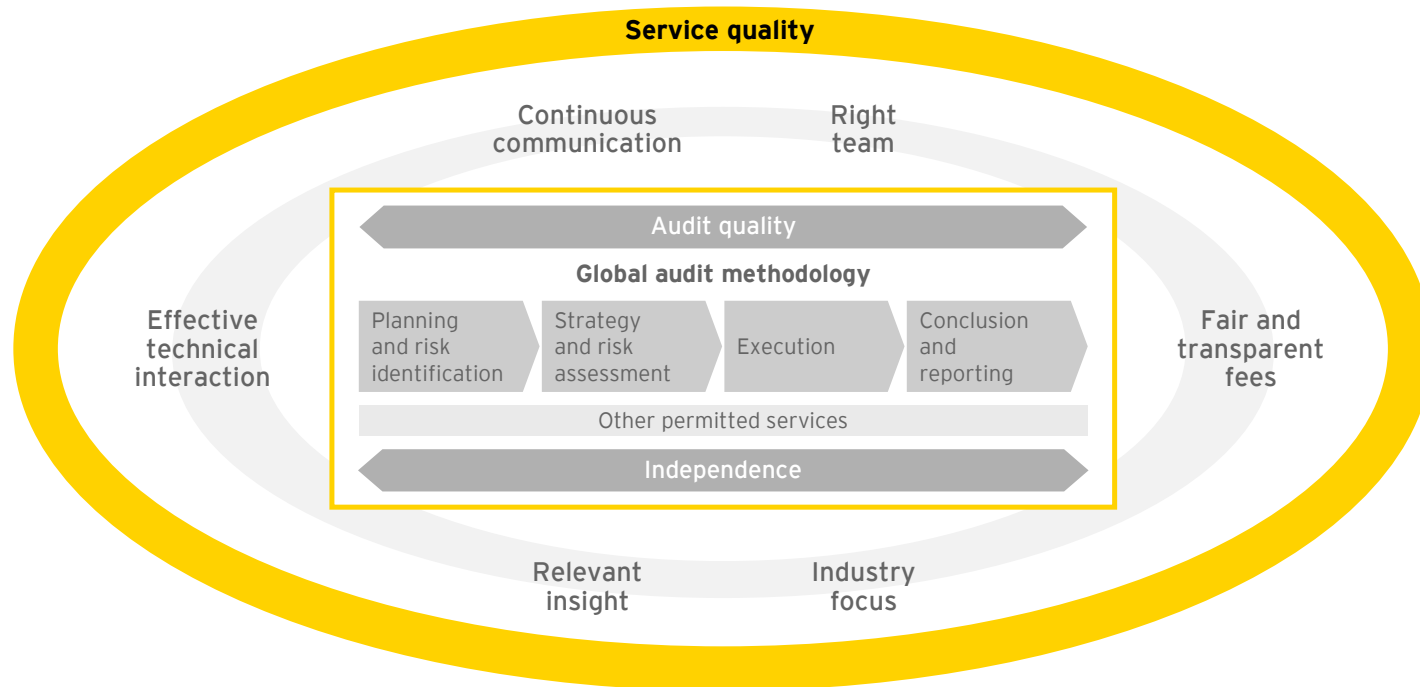 Service quality
Continuous
communication
Right
team
Audit quality
Global audit methodology
Effective
technical
interaction
Planning
and risk
identification
Strategy
and risk
assessment
Execution
Conclusion
and
reporting
Fair and
transparent
fees
Other permitted services
Independence
Relevant
insight
Industry
focus